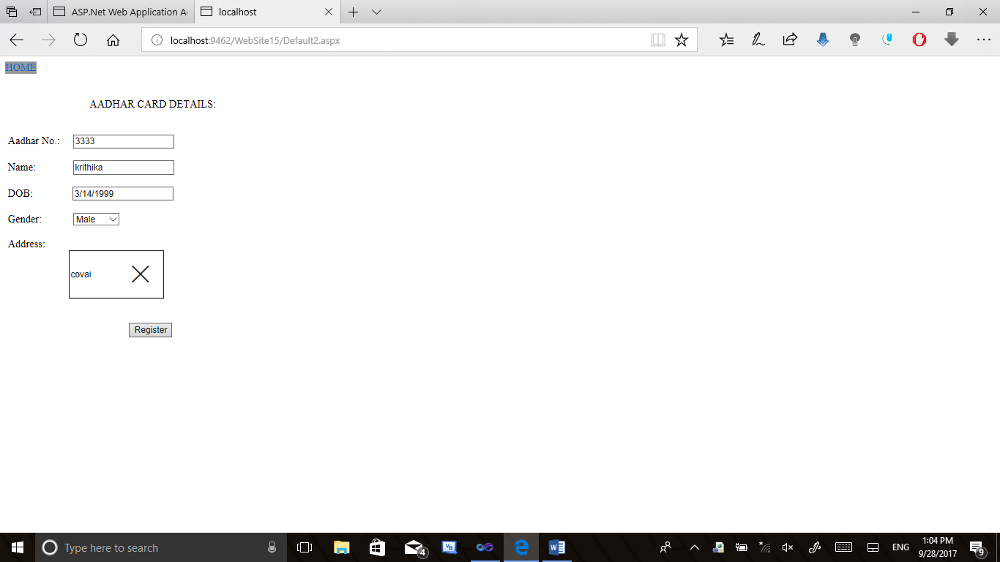 ASP.Net Web Application A
localhost
localhost:9462/WebSite15/Default2.aspx
HOME
AADHAR CARD DETAILS:
Aadhar No.: 3333
Name: krithika
DOB: 3/14/1999
Gender: Male
Address:
covai
Register
Type here to search
4
VB
ENG
1:04 PM
9/28/2017
9